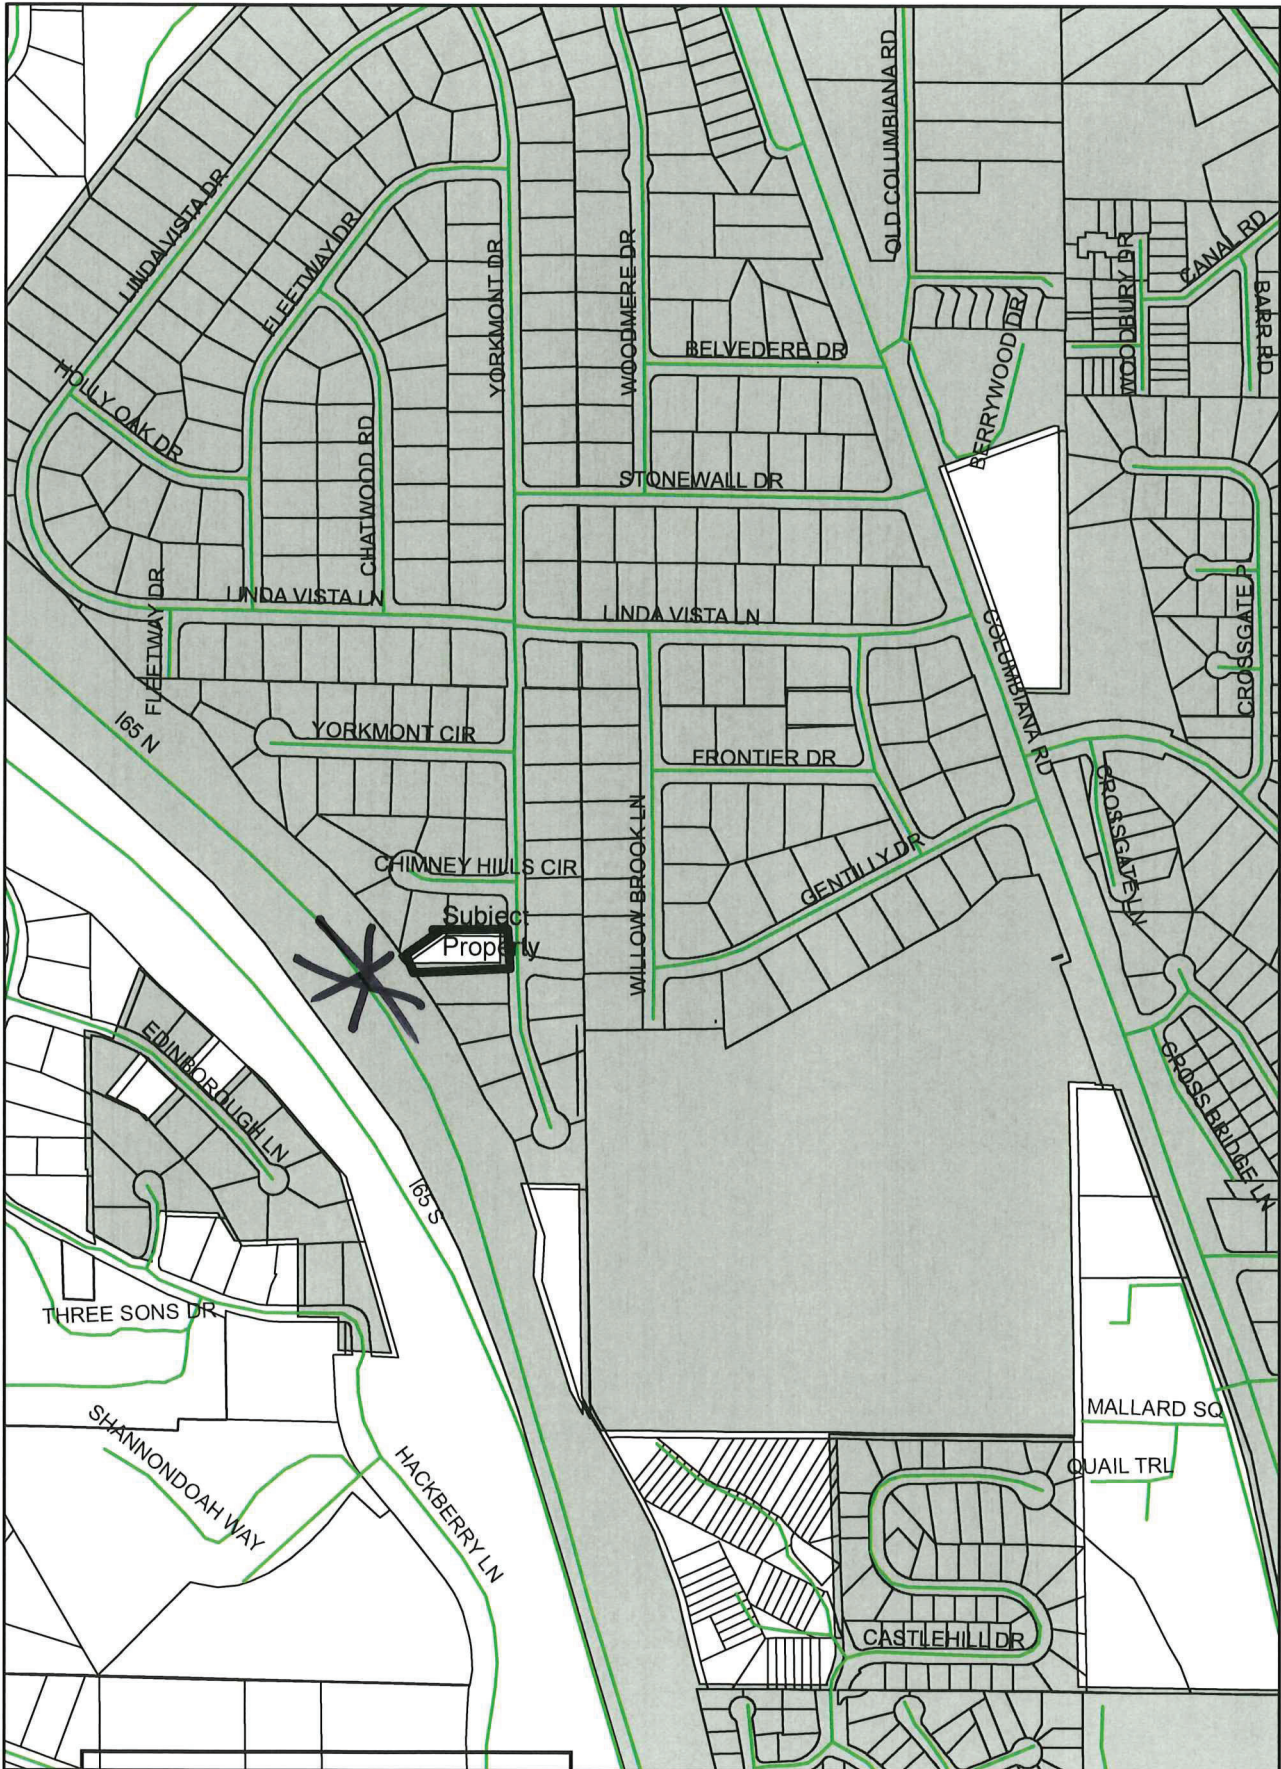 OLD COLUMBIANA RD
LINDA VISTA DR
FLEETWAY DR
YORKMONT DR
WOODMERE DR
WOODBURY DR
CANAL RD
BARR RD
BELVEDERE DR
BERRYWOOD DR
HOLLY OAK DR
CHATWOOD RD
STONEWALL DR
CROSSGATE PL
FLEETWAY DR
LINDA VISTA LN
LINDA VISTA LN
COLUMBIANA RD
I65 N
YORKMONT CIR
FRONTIER DR
CROSSGATE LN
WILLOW BROOK LN
CHIMNEY HILLS CIR
GENTILLY DR
Subject
Property
EDINBOROUGH LN
CROSS BRIDGE LN
I65 S
THREE SONS DR
MALLARD SQ
QUAIL TRL
SHANNONDOAH WAY
HACKBERRY LN
CASTLEHILL DR